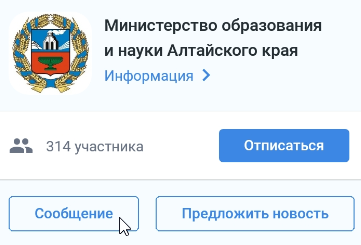 Министерство образования
и науки Алтайского края
Информация
314 участника
Отписаться
Сообщение
Предложить новость